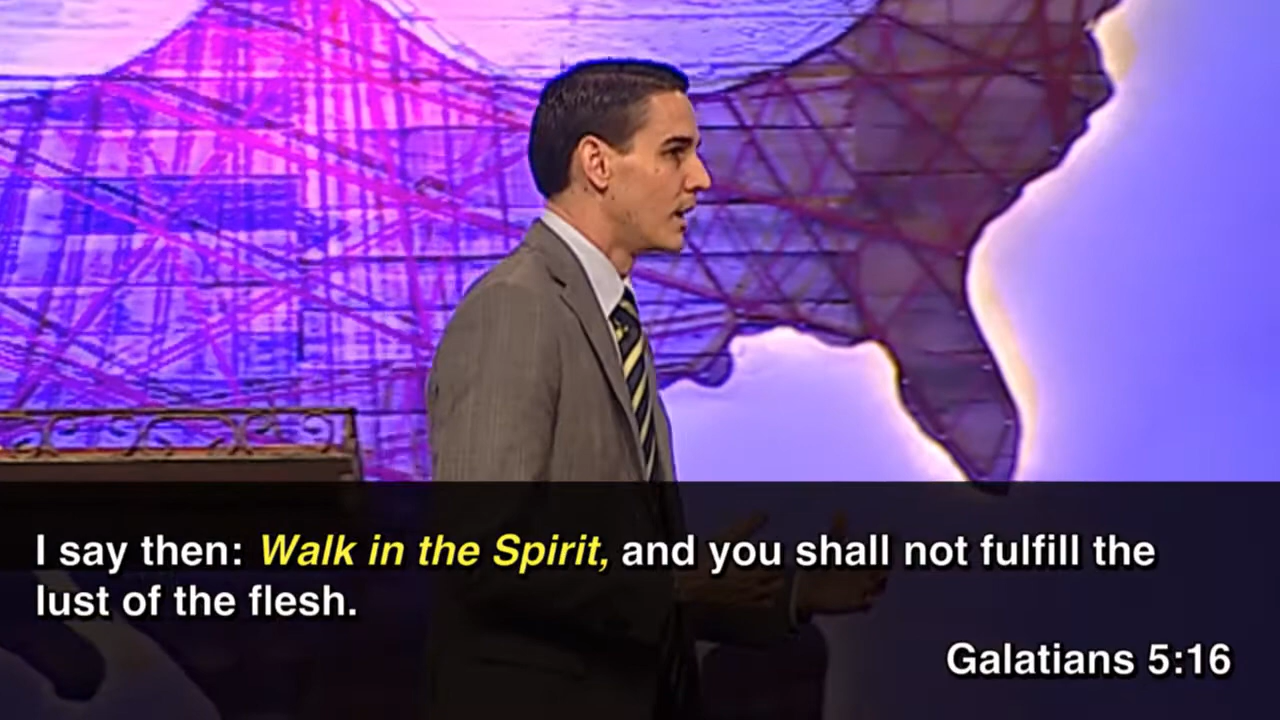 I say then: Walk in the Spirit, and you shall not fulfill the
lust of the flesh.
Galatians 5:16